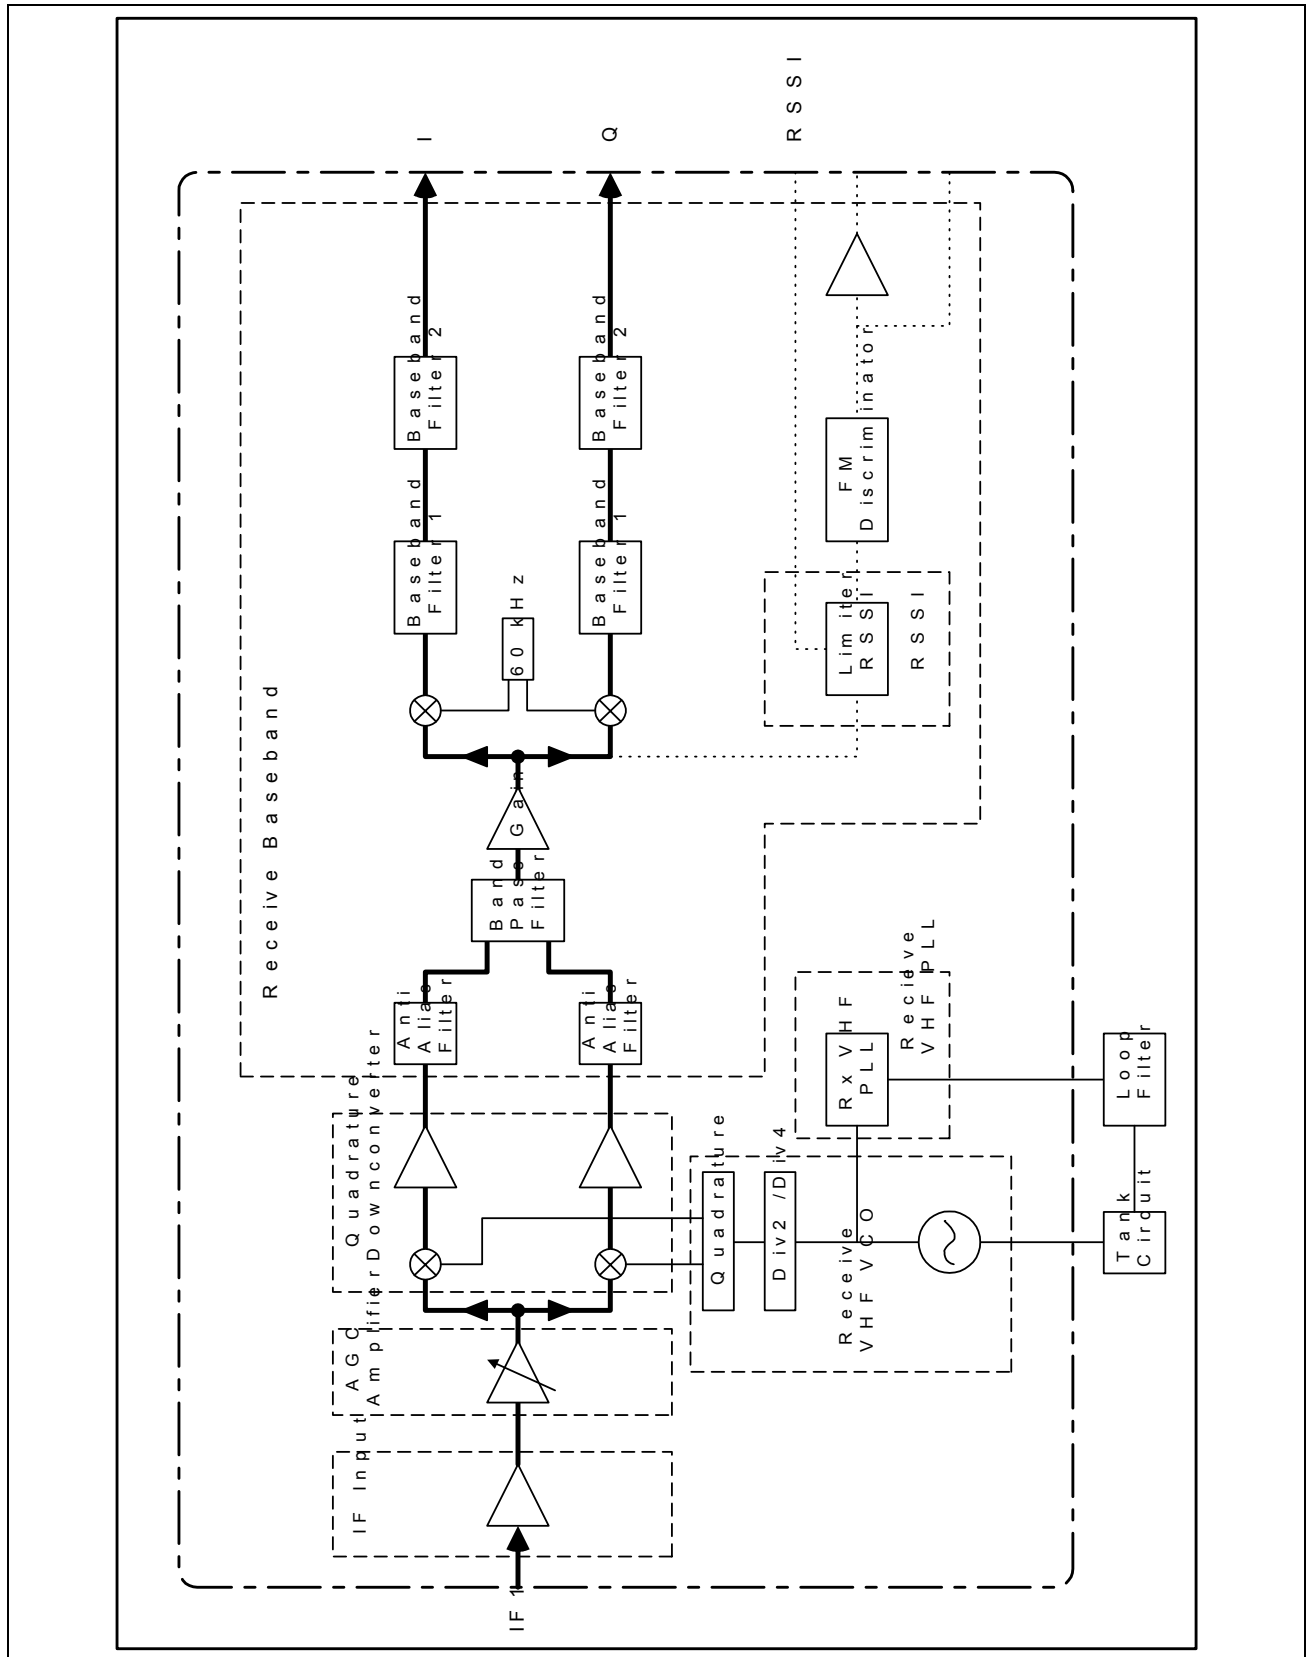 IF 1
IF Input
AGC
Amplifier
Quadrature
Downconverter
Receive Baseband
Anti
Alias
Filter
Anti
Alias
Filter
Band
Pass
Filter
Gain
60 kHz
Baseband
Filter 1
Baseband
Filter 2
I
Baseband
Filter 1
Baseband
Filter 2
Q
Limiter
RSSI
RSSI
FM
Discriminator
RSSI
Quadrature
Div2 /Div4
Receive
VHF VCO
Rx VHF
PLL
Recieve
VHF PLL
Tank
Circuit
Loop
Filter